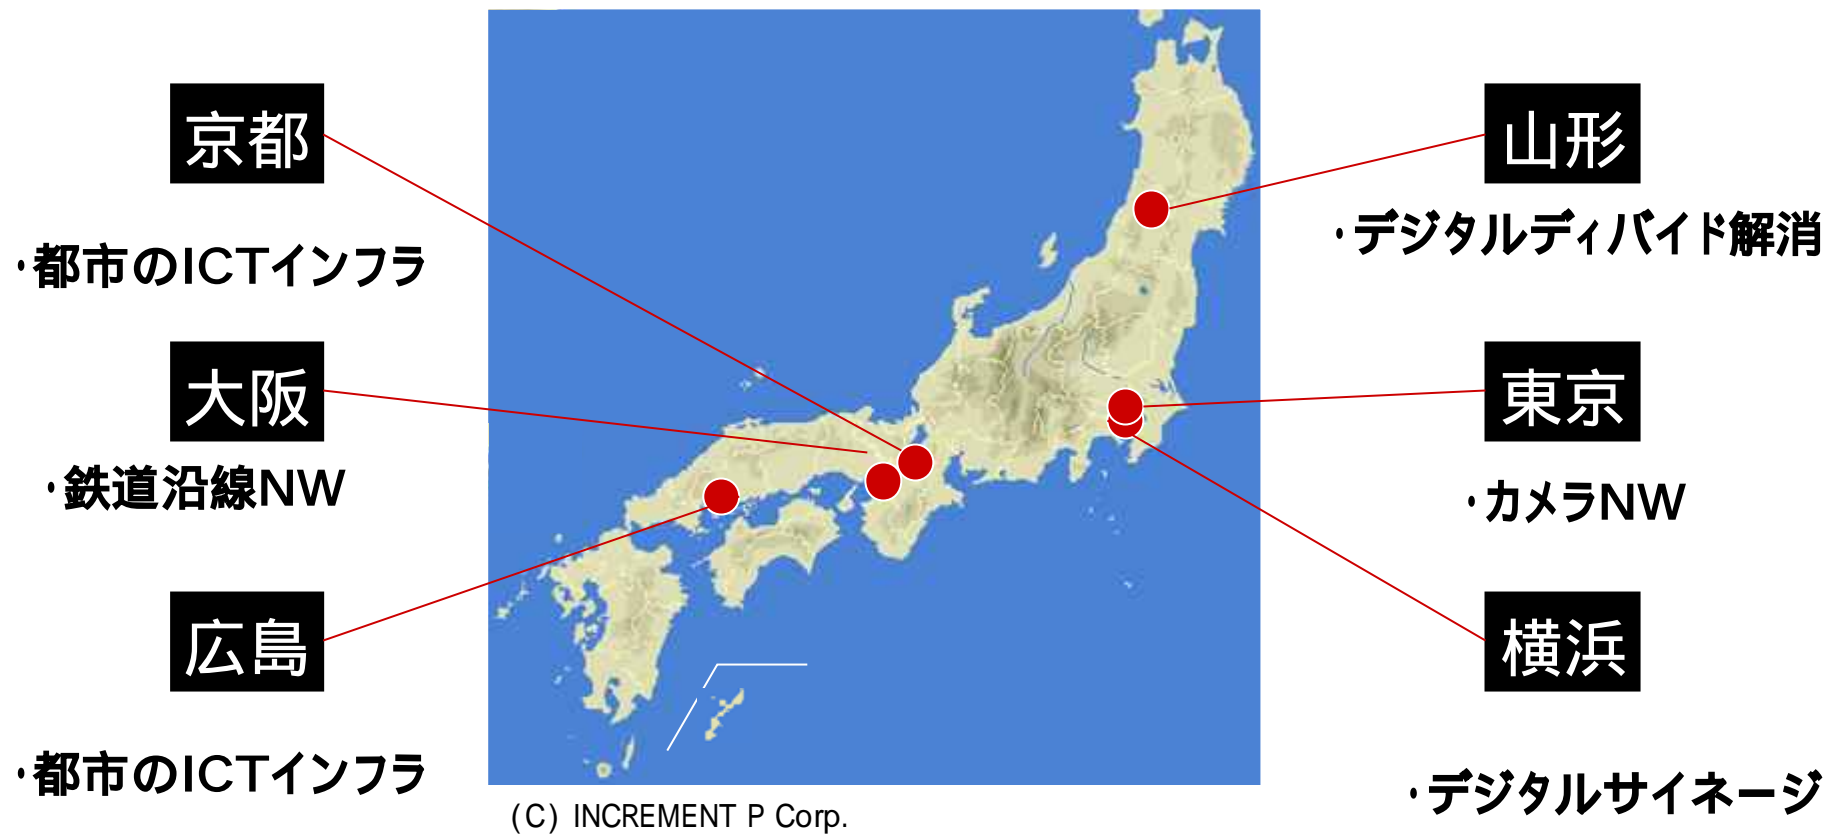 京都
・都市のICTインフラ
大阪
・鉄道沿線NW
広島
・都市のICTインフラ
山形
・デジタルディバイド解消
東京
・カメラNW
横浜
・デジタルサイネージ
(C) INCREMENT P Corp.